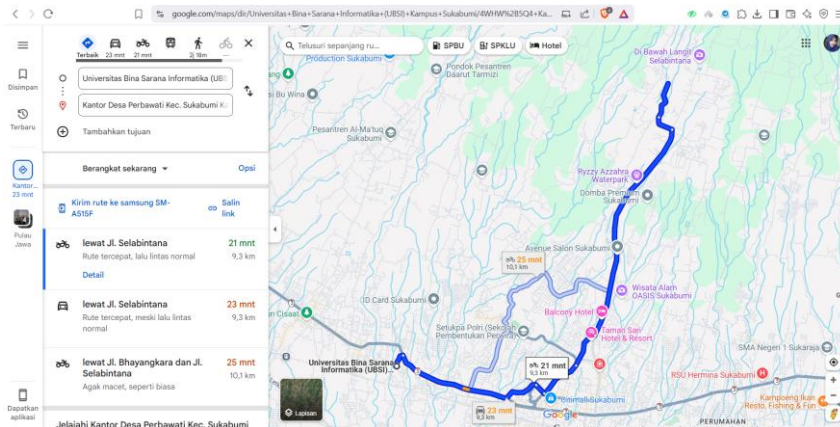 google.com/maps/dir/Universitas+Bina+Sarana+Informatika+(UBSI)+Kampus+Sukabumi/4WHW%2B5Q4+Ka...
Terbaik
23 mnt
21 mnt
2j 18m
Disimpan
Terbaru
Kantor...
23 mnt
Pulau
Jawa
Dapatkan
aplikasi
Universitas Bina Sarana Informatika (UBS
Kantor Desa Perbawati Kec. Sukabumi Ka
Tambahkan tujuan
Berangkat sekarang
Opsi
Kirim rute ke samsung SM-
A515F
Salin
link
lewat Jl. Selabintana
21 mnt
Rute tercepat, lalu lintas normal
9,3 km
Detail
lewat Jl. Selabintana
23 mnt
Rute tercepat, meski lalu lintas
9,3 km
normal
lewat Jl. Bhayangkara dan Jl.
25 mnt
Selabintana
10,1 km
Agak macet, seperti biasa
Jelajahi Kantor Desa Perbawati Kec. Sukabumi
Telusuri sepanjang ru...
SPBU
SPKLU
Hotel
Production Sukabumi
Pondok Pesantren
Daarut Tarmizi
Di Bawah Langit
Selabintana
si Bu Wina
Pesantren Al-Ma'tuq
Sukabumi
Ryzzy Azzahra
Waterpark
Domba Premium
Sukabumi
Avenue Salon Sukabumi
25 mnt
10,1 km
Wisata Alam
OASIS Sukabumi
ID Card Sukabumi
Balcony Hotel
un Cisaat
Setukpa Polri (Sekolah
Pembentukan Perwira)
Taman Sari
Hotel & Resort
SMA Negeri 1 Sukaraja
Universitas Bina Sarana
Informatika (UBSI)...
21 mnt
9,3 km
RSU Hermina Sukabumi
Lapisan
23 mnt
9,3 km
Google
Kampoeng Ikan
Resto, Fishing & Fun
PERUMAHAN